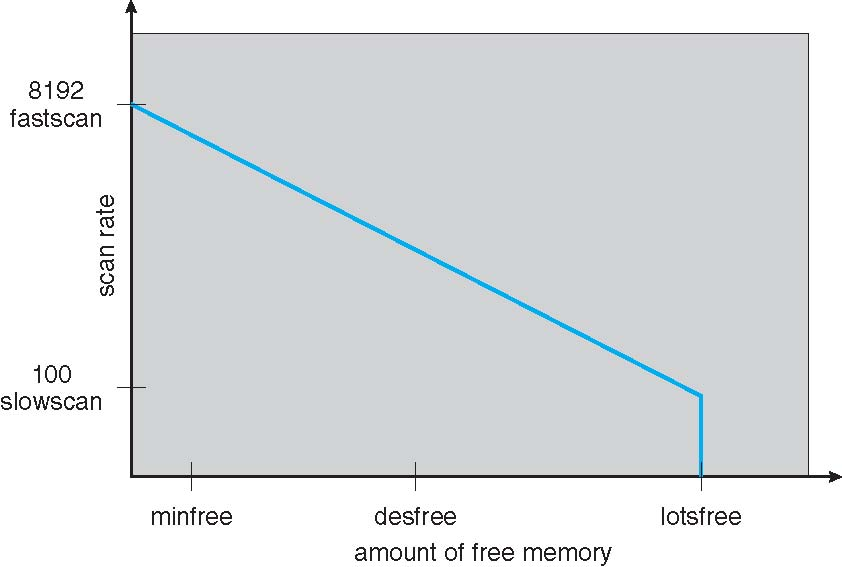 8192
fastscan
scan rate
100
slowscan
minfree
desfree
lotsfree
amount of free memory